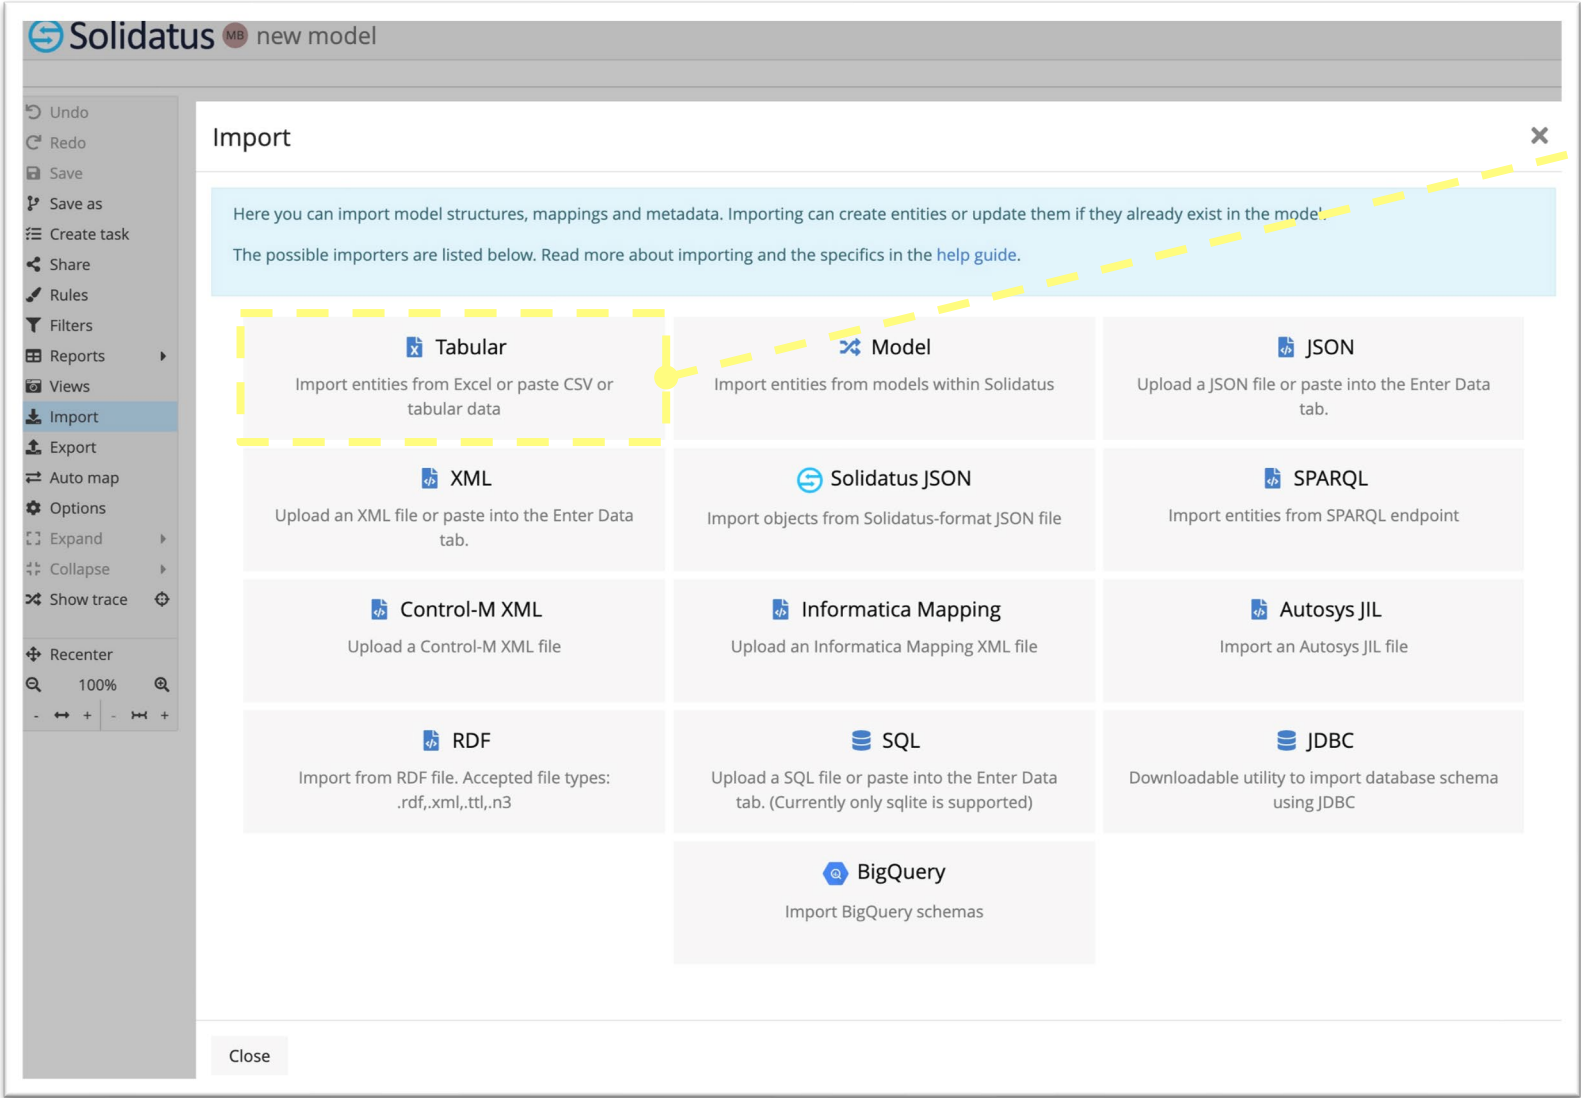 Solidatus MB new model
Undo
Redo
Save
Save as
Create task
Share
Rules
Filters
Reports
Views
Import
Export
Auto map
Options
Expand
Collapse
Show trace
Recenter
100%
- + - +
Import
Here you can import model structures, mappings and metadata. Importing can create entities or update them if they already exist in the model.
The possible importers are listed below. Read more about importing and the specifics in the help guide.
Tabular
Import entities from Excel or paste CSV or
tabular data
Model
Import entities from models within Solidatus
JSON
Upload a JSON file or paste into the Enter Data
tab.
XML
Upload an XML file or paste into the Enter Data
tab.
Solidatus JSON
Import objects from Solidatus-format JSON file
SPARQL
Import entities from SPARQL endpoint
Control-M XML
Upload a Control-M XML file
Informatica Mapping
Upload an Informatica Mapping XML file
Autosys JIL
Import an Autosys JIL file
RDF
Import from RDF file. Accepted file types:
.rdf,.xml,.ttl,.n3
SQL
Upload a SQL file or paste into the Enter Data
tab. (Currently only sqlite is supported)
JDBC
Downloadable utility to import database schema
using JDBC
BigQuery
Import BigQuery schemas
Close